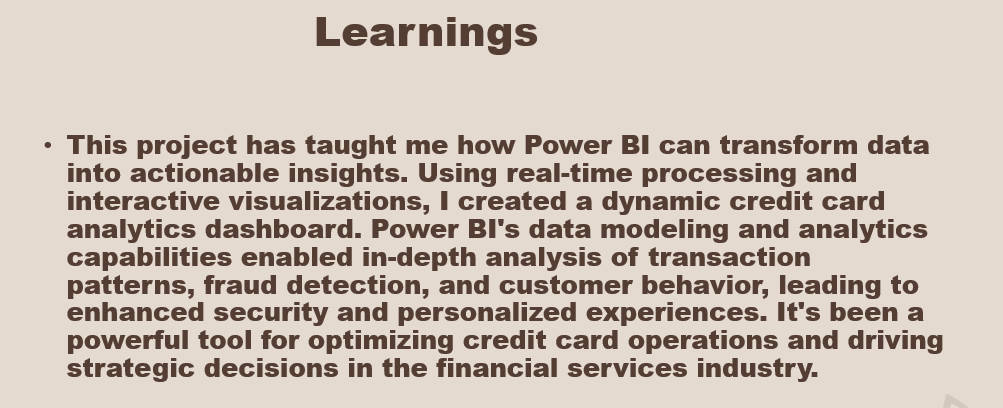 Learnings
• This project has taught me how Power BI can transform data
into actionable insights. Using real-time processing and
interactive visualizations, I created a dynamic credit card
analytics dashboard. Power BI's data modeling and analytics
capabilities enabled in-depth analysis of transaction
patterns, fraud detection, and customer behavior, leading to
enhanced security and personalized experiences. It's been a
powerful tool for optimizing credit card operations and driving
strategic decisions in the financial services industry.